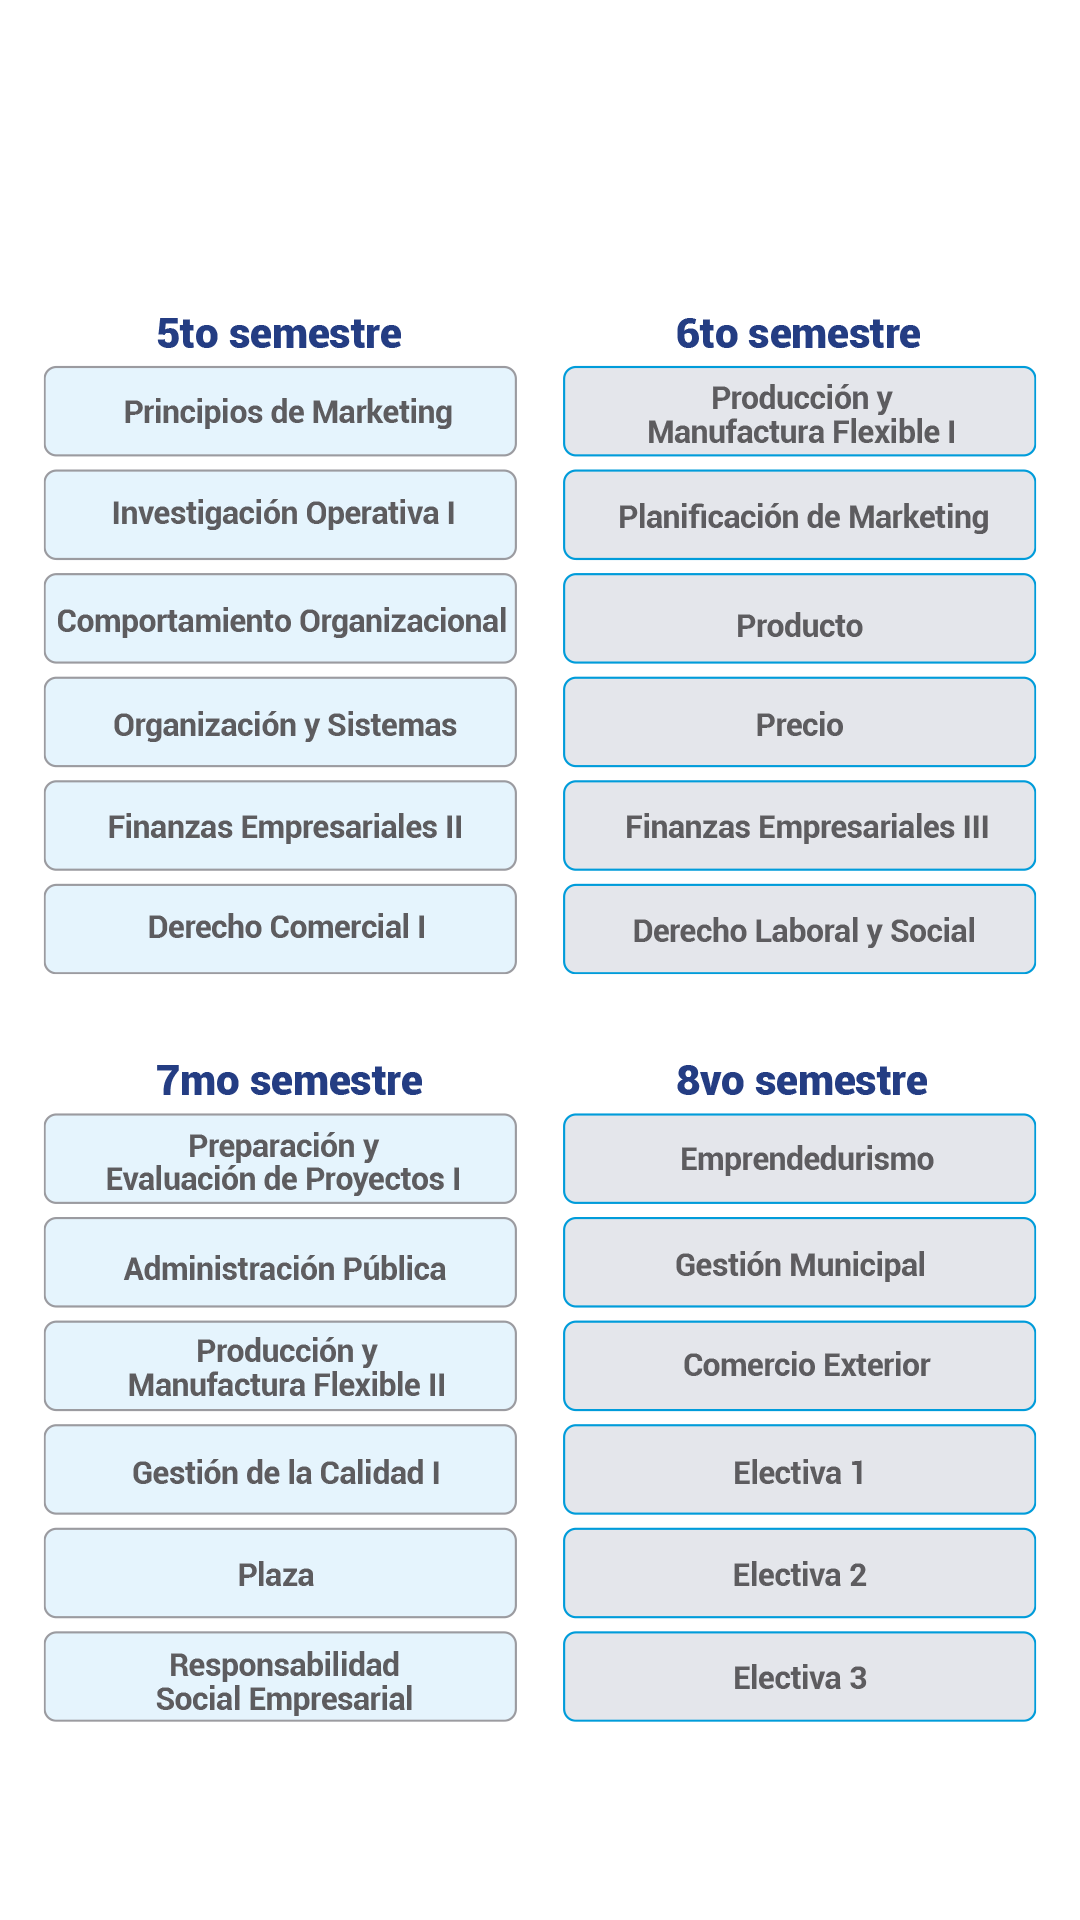 5to semestre
Principios de Marketing
Investigación Operativa I
Comportamiento Organizacional
Organización y Sistemas
Finanzas Empresariales II
Derecho Comercial I
6to semestre
Producción y
Manufactura Flexible I
Planificación de Marketing
Producto
Precio
Finanzas Empresariales III
Derecho Laboral y Social
7mo semestre
Preparación y
Evaluación de Proyectos I
Administración Pública
Producción y
Manufactura Flexible II
Gestión de la Calidad I
Plaza
Responsabilidad
Social Empresarial
8vo semestre
Emprendedurismo
Gestión Municipal
Comercio Exterior
Electiva 1
Electiva 2
Electiva 3